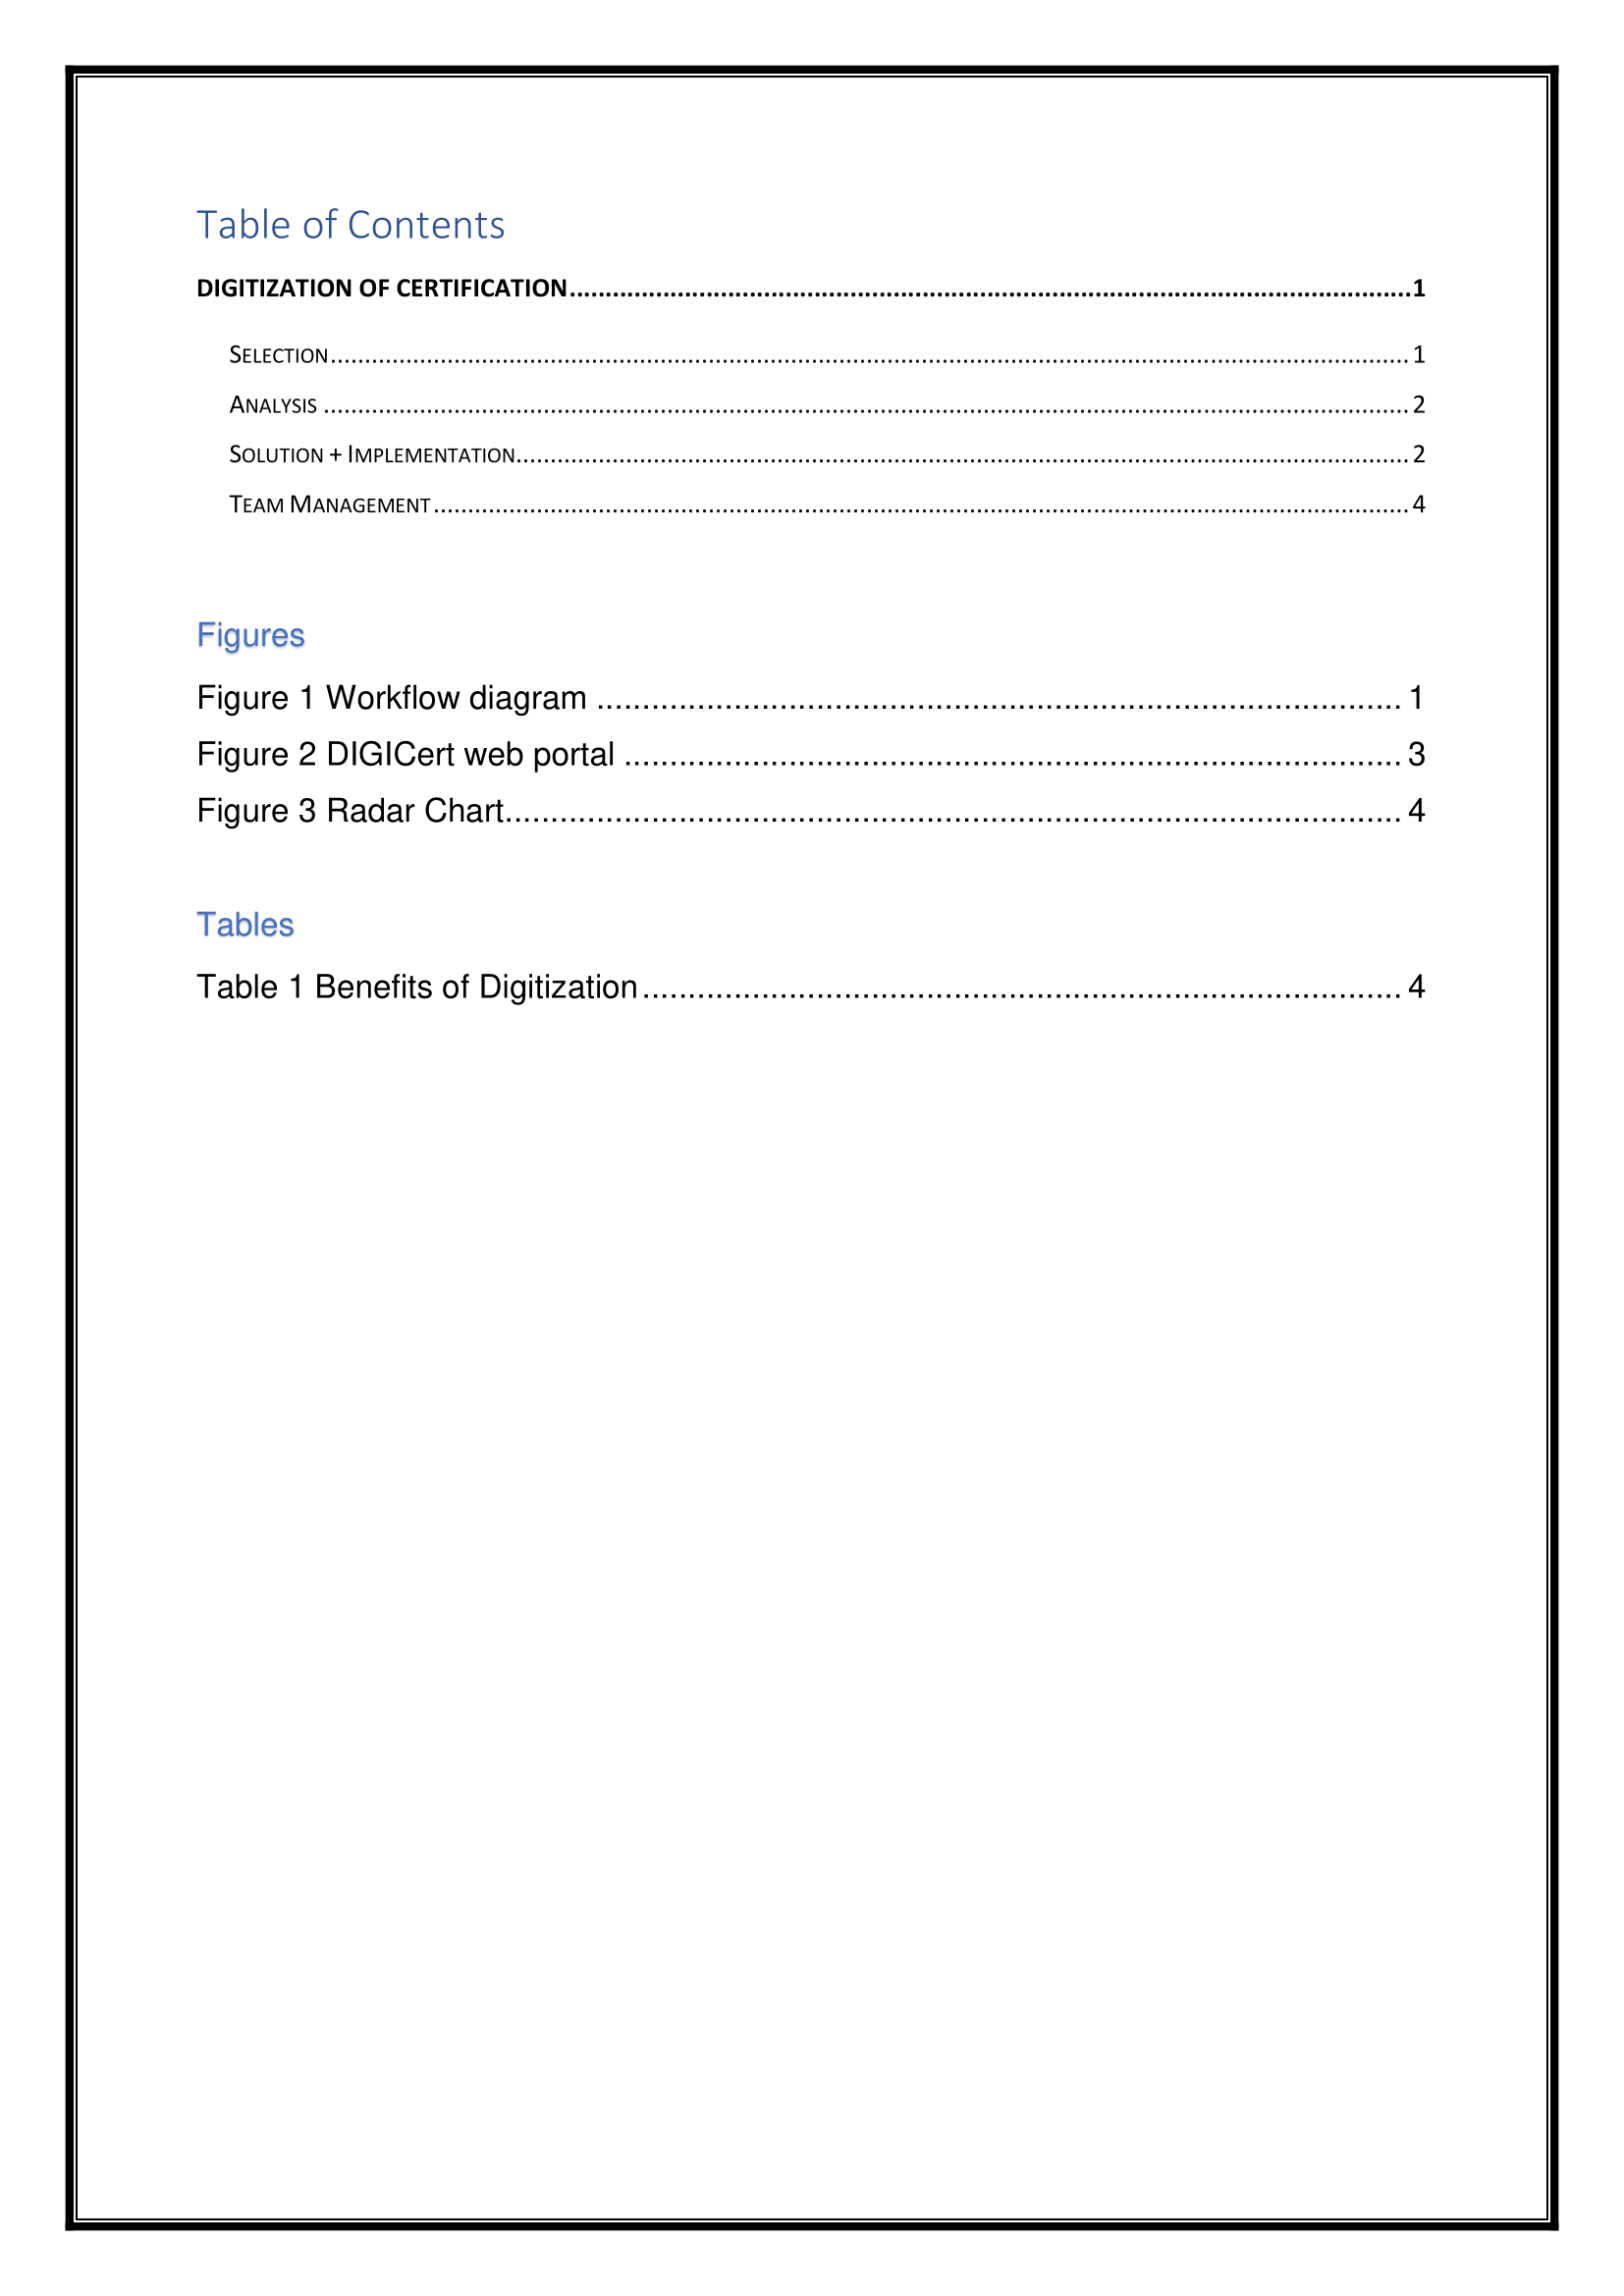 Table of Contents
DIGITIZATION OF CERTIFICATION 1
SELECTION 1
ANALYSIS 2
SOLUTION + IMPLEMENTATION 2
TEAM MANAGEMENT 4
Figures
Figure 1 Workflow diagram 1
Figure 2 DIGICert web portal 3
Figure 3 Radar Chart 4
Tables
Table 1 Benefits of Digitization 4